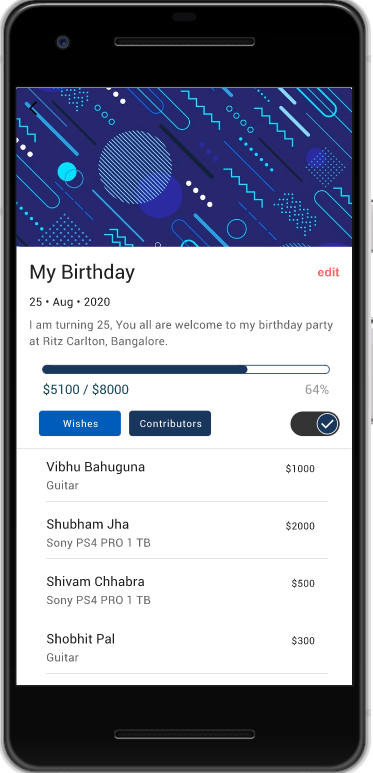 My Birthday
edit
25 • Aug • 2020
I am turning 25, You all are welcome to my birthday party
at Ritz Carlton, Bangalore.
$5100 / $8000
64%
Wishes
Contributors
Vibhu Bahuguna
$1000
Guitar
Shubham Jha
$2000
Sony PS4 PRO 1 TB
Shivam Chhabra
$500
Sony PS4 PRO 1 TB
Shobhit Pal
$300
Guitar